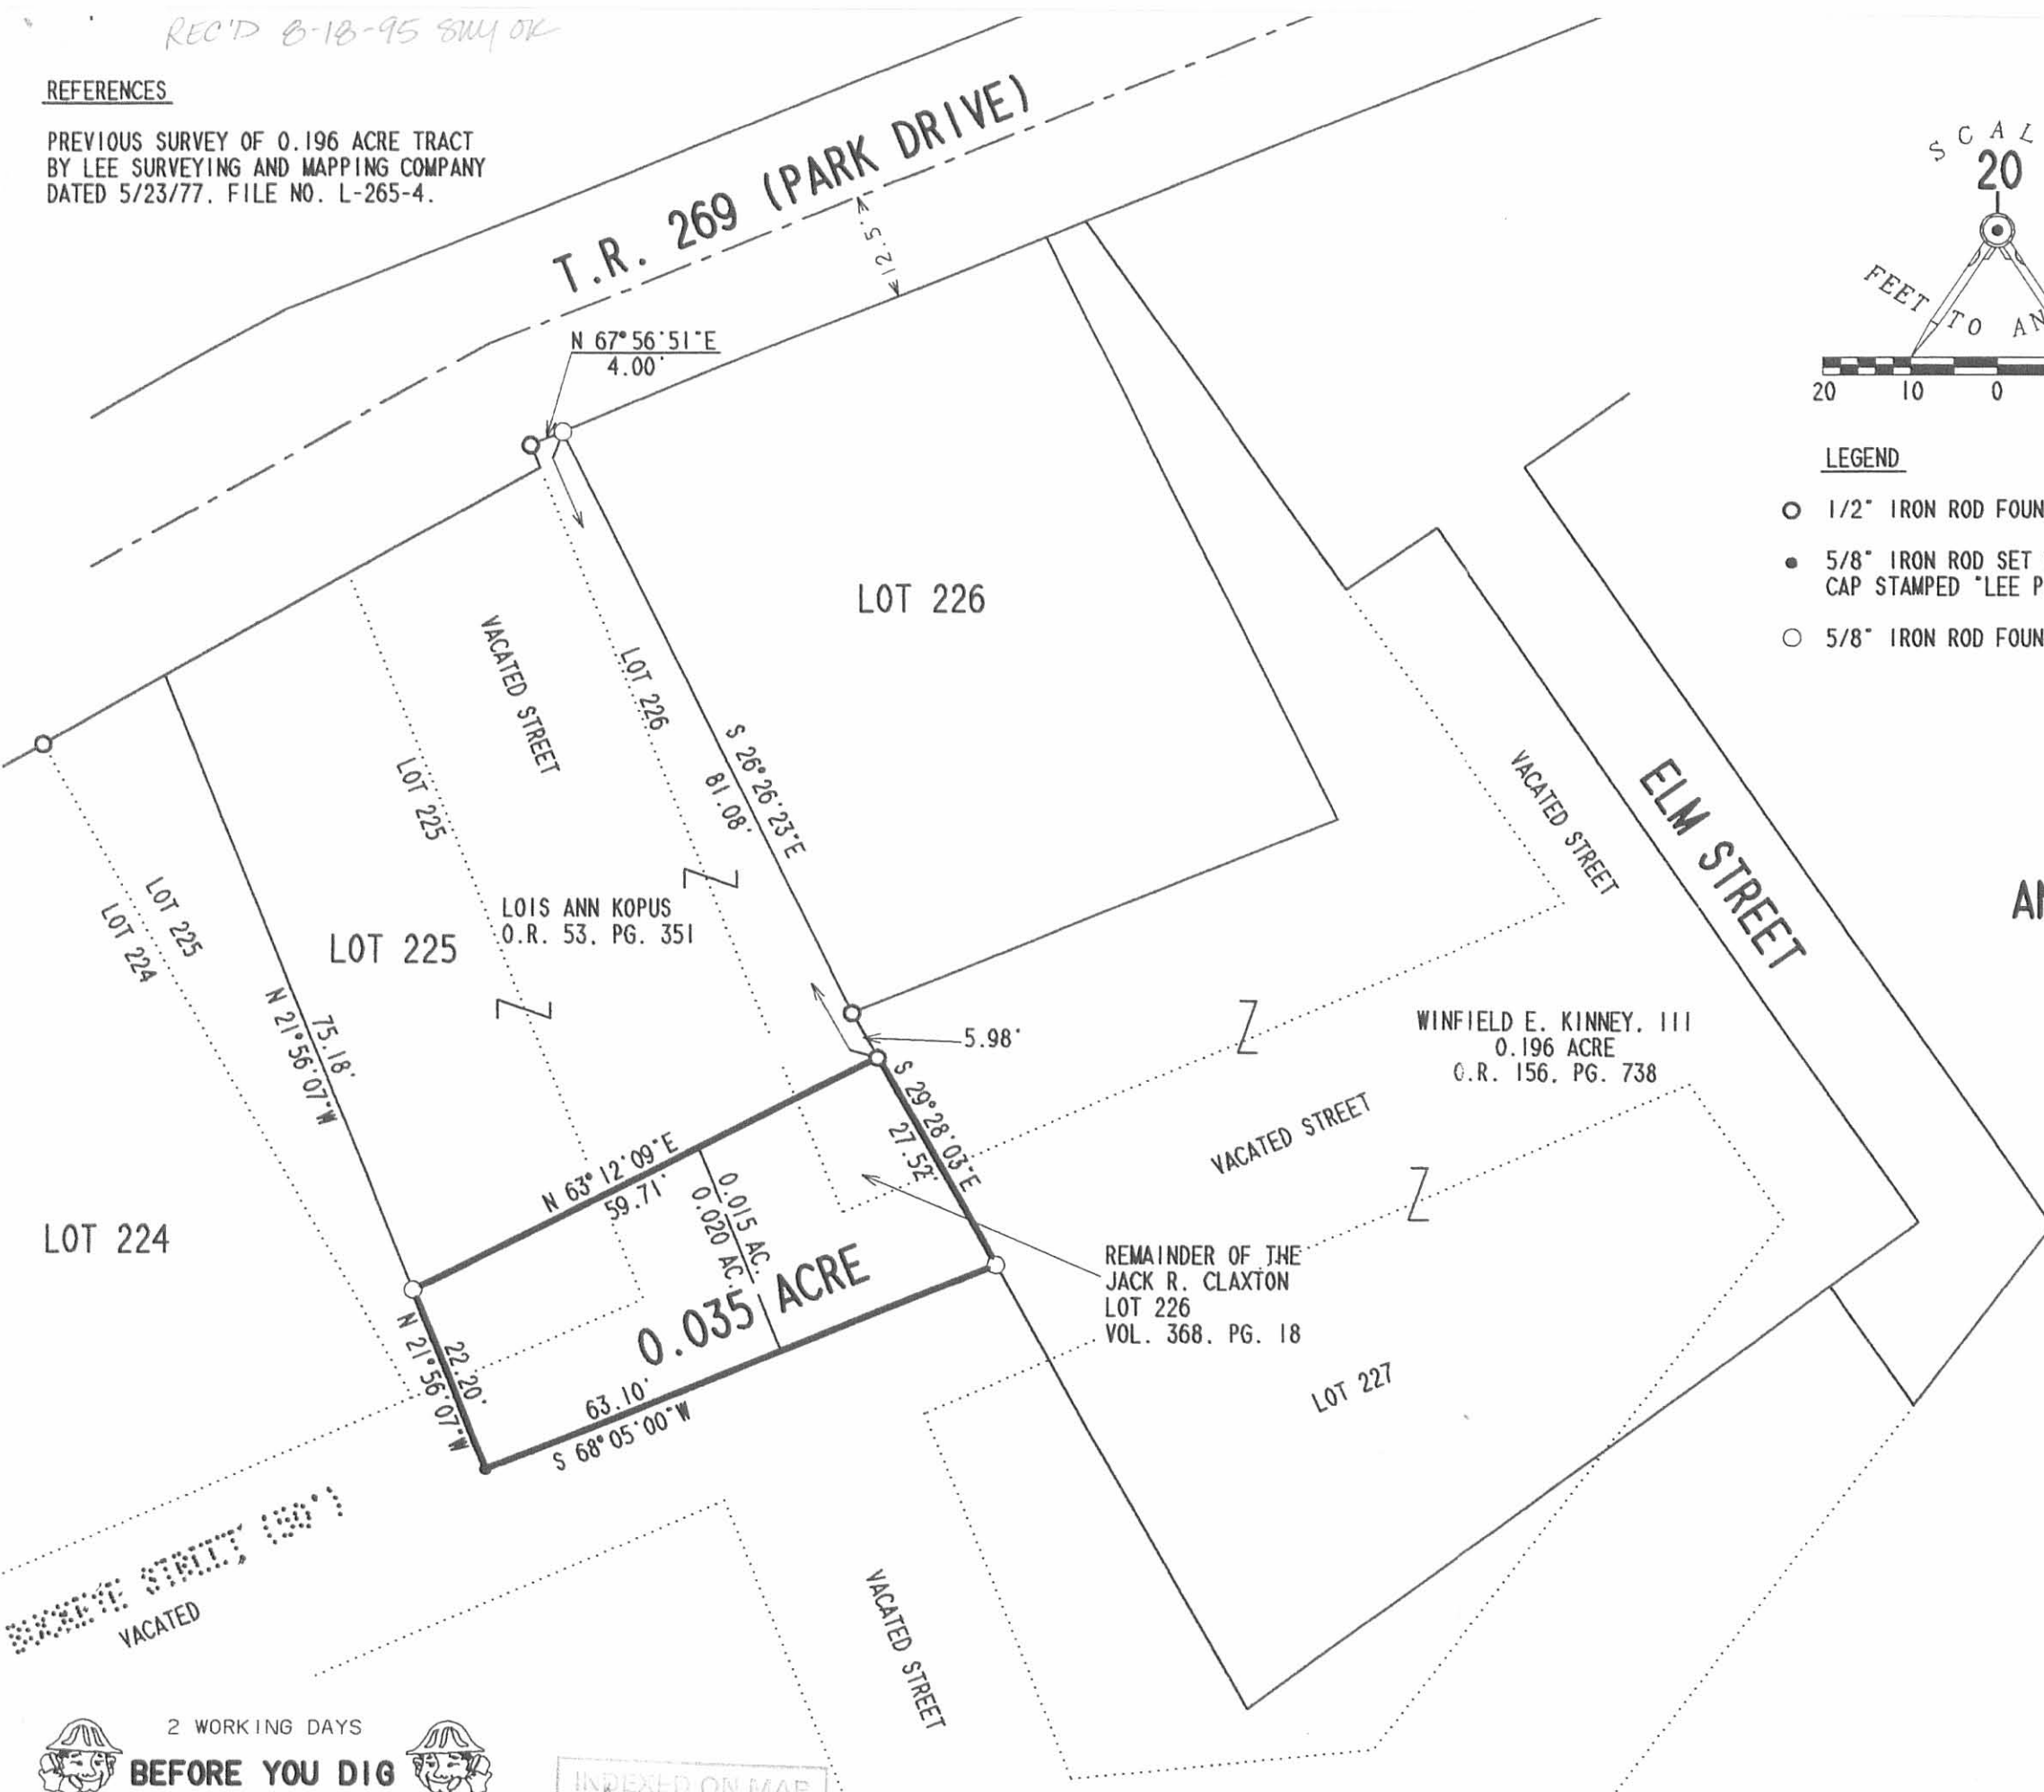 REC'D 8-18-95 OK
REFERENCES
PREVIOUS SURVEY OF 0.196 ACRE TRACT
BY LEE SURVEYING AND MAPPING COMPANY
DATED 5/23/77. FILE NO. L-265-4.
T.R. 269 (PARK DRIVE)
12.5'
N 67°56'51"E
4.00'
SCAL
20
FEET TO AN
20 10 0
LEGEND
1/2" IRON ROD FOUN
5/8" IRON ROD SET
CAP STAMPED "LEE P
5/8" IRON ROD FOUN
LOT 226
VACATED STREET
LOT 226
LOT 225
S 26°26'23"E
81.08'
VACATED STREET
ELM STREET
AN
LOT 225
LOT 224
LOIS ANN KOPUS
O.R. 53, PG. 351
LOT 225
75.18'
N 21°56'07"W
5.98'
WINFIELD E. KINNEY, III
0.196 ACRE
O.R. 156, PG. 738
S 29°28'03"E
27.52'
VACATED STREET
N 63°12'09"E
59.71'
0.015 AC.
0.020 AC.
LOT 224
0.035 ACRE
REMAINDER OF THE
JACK R. CLAXTON
LOT 226
VOL. 368, PG. 18
22.20'
N 21°56'07"W
63.10'
S 68°05'00"W
LOT 227
STREET (50')
VACATED
VACATED STREET
2 WORKING DAYS
BEFORE YOU DIG
INDEXED ON MAP